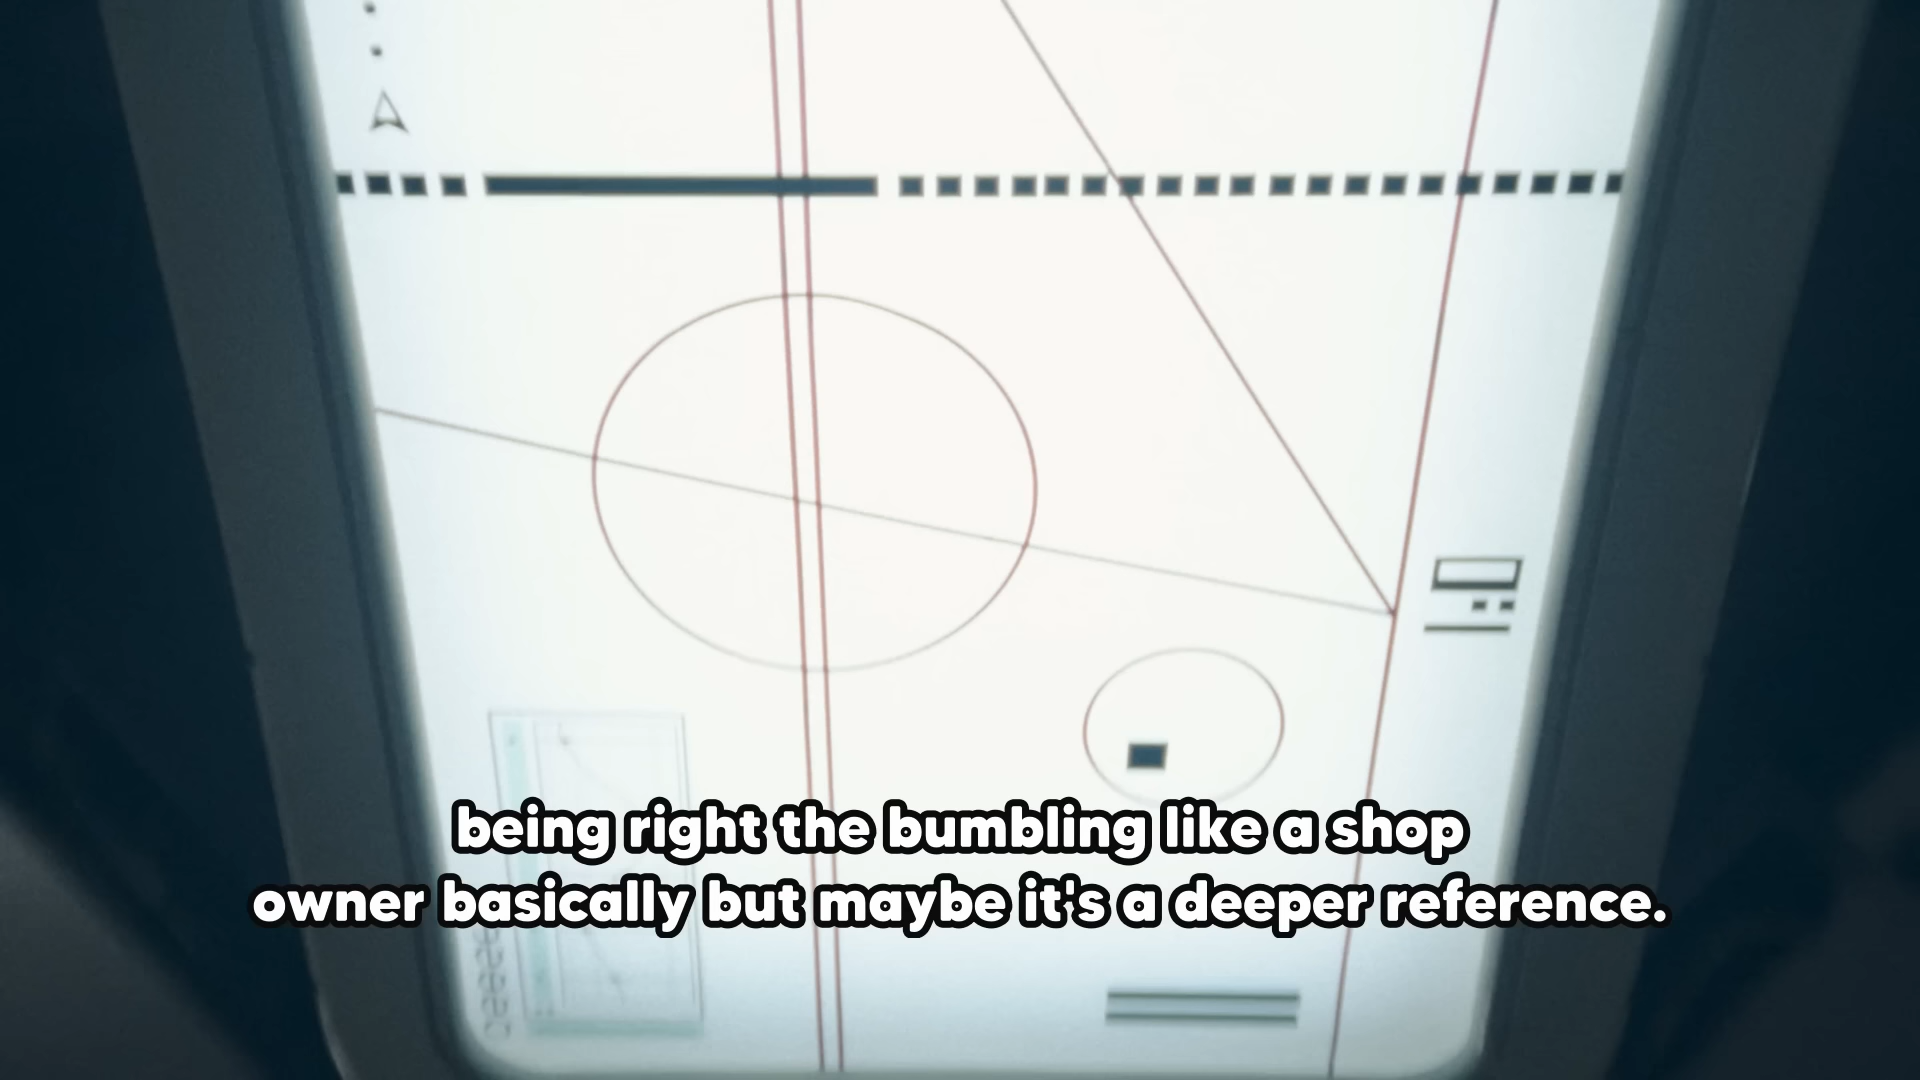 being right the bumbling like a shop
owner basically but maybe it's a deeper reference.